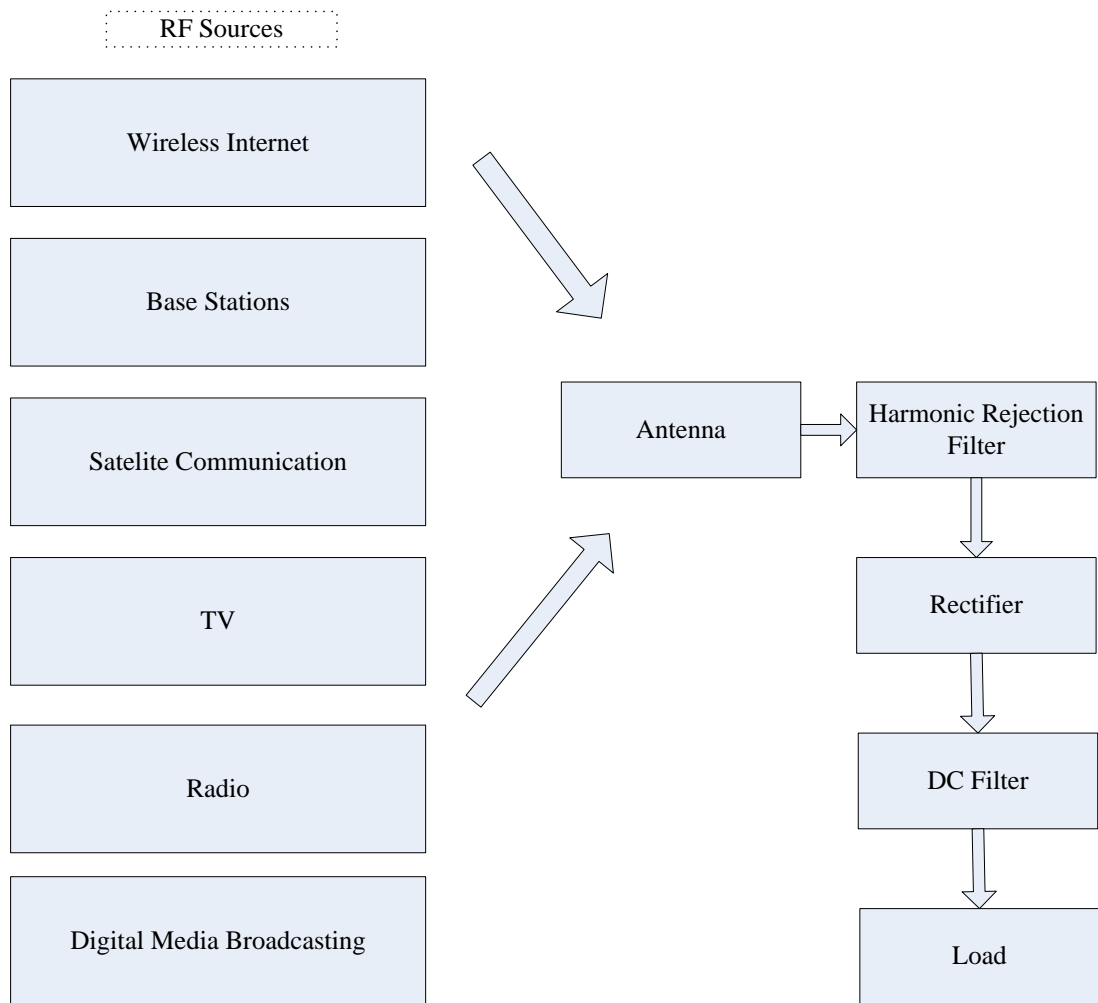 RF Sources
Wireless Internet
Base Stations
Satelite Communication
TV
Radio
Digital Media Broadcasting
Antenna
Harmonic Rejection
Filter
Rectifier
DC Filter
Load